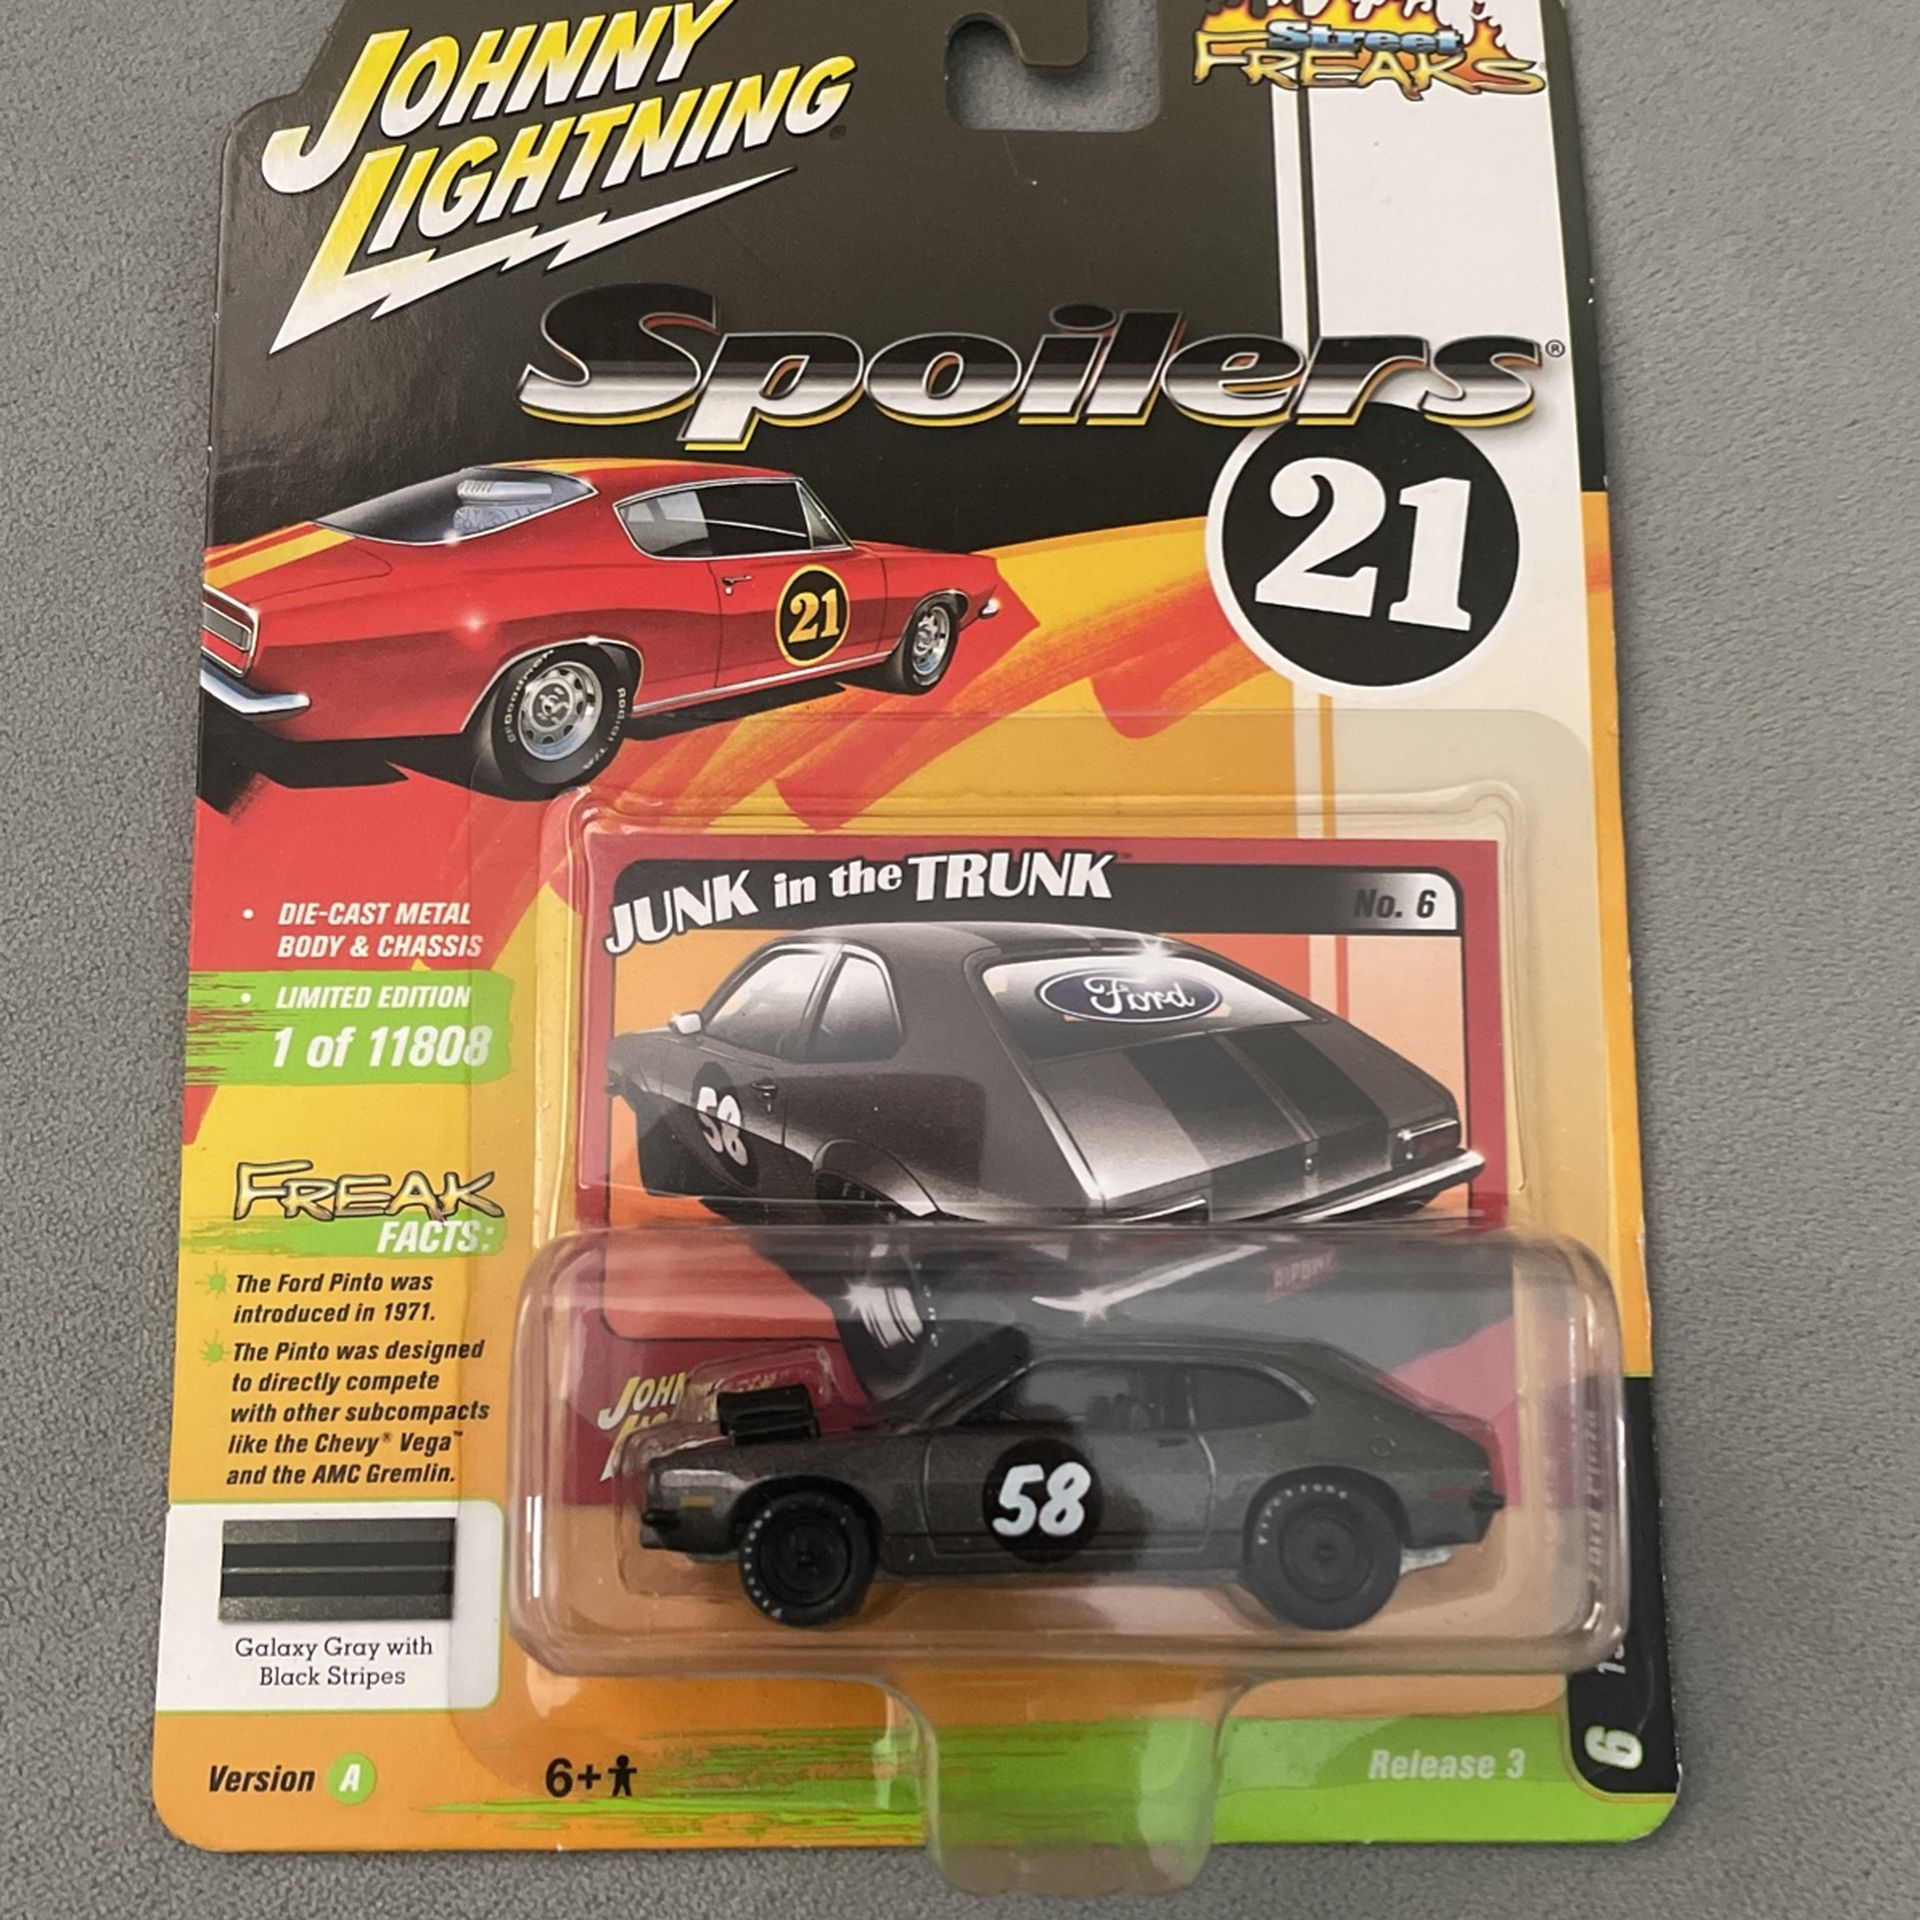 JOHNNY
LIGHTNING
Street
FREAKS
Spoilers®
21
21
JUNK in the TRUNK™
No. 6
• DIE-CAST METAL
BODY & CHASSIS
Ford
• LIMITED EDITION
1 of 11808
58
FREAK
FACTS:
The Ford Pinto was
introduced in 1971.
The Pinto was designed
to directly compete
with other subcompacts
like the Chevy® Vega™
and the AMC Gremlin.
58
Galaxy Gray with
Black Stripes
Version A
6+
Release 3
6